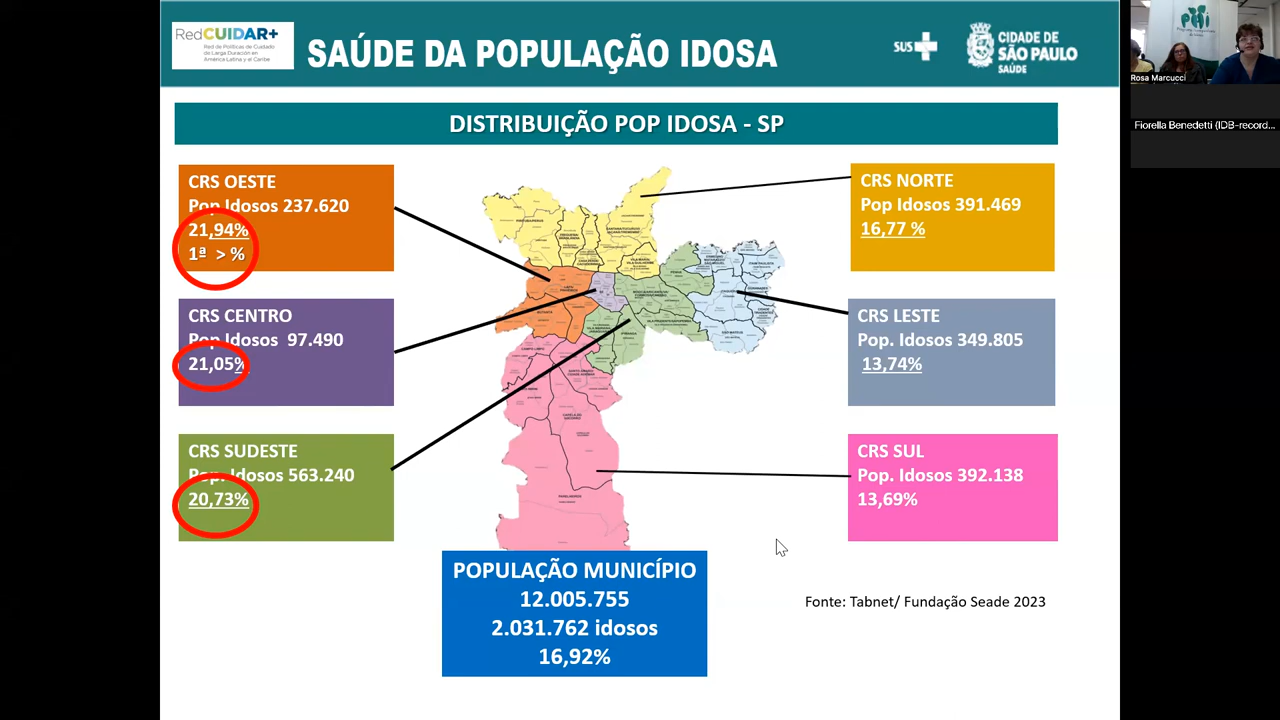 RedCUIDAR+
Red de Políticas de Cuidado
de Larga Duración en
América Latina y el Caribe
SAÚDE DA POPULAÇÃO IDOSA
SUS
CIDADE DE
SÃO PAULO
SAÚDE
Rosa Marcucci
Fiorella Benedetti (IDB-record...
DISTRIBUIÇÃO POP IDOSA - SP
CRS OESTE
Pop Idosos 237.620
21,94%
1ª > %
CRS CENTRO
Pop Idosos 97.490
21,05%
CRS SUDESTE
Pop. Idosos 563.240
20,73%
CRS NORTE
Pop Idosos 391.469
16,77 %
CRS LESTE
Pop. Idosos 349.805
13,74%
CRS SUL
Pop. Idosos 392.138
13,69%
POPULAÇÃO MUNICÍPIO
12.005.755
2.031.762 idosos
16,92%
Fonte: Tabnet/ Fundação Seade 2023